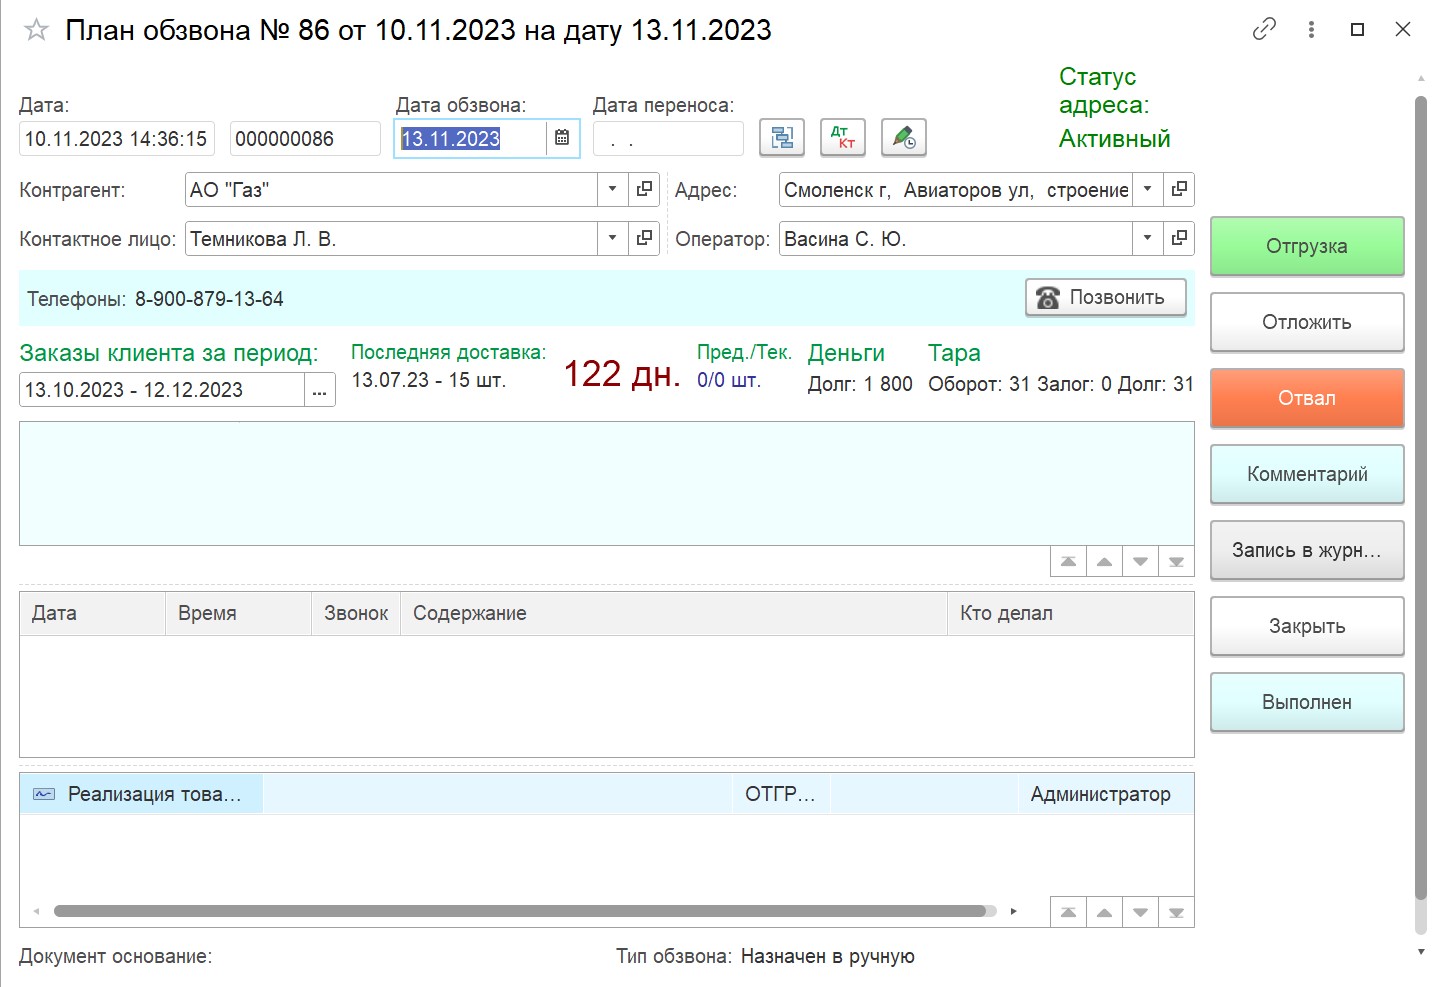 План обзвона № 86 от 10.11.2023 на дату 13.11.2023
Статус
адреса:
Активный
Дата:
Дата обзвона:
Дата переноса:
10.11.2023 14:36:15
000000086
13.11.2023
. .
Дт
Кт
Контрагент:
АО "Газ"
Адрес:
Смоленск г, Авиаторов ул, строение
Контактное лицо:
Темникова Л. В.
Оператор:
Васина С. Ю.
Телефоны: 8-900-879-13-64
Позвонить
Заказы клиента за период:
13.10.2023 - 12.12.2023
...
Последняя доставка:
13.07.23 - 15 шт.
122 дн.
Пред./Тек.
0/0 шт.
Деньги
Долг: 1 800
Тара
Оборот: 31 Залог: 0 Долг: 31
Дата
Время
Звонок
Содержание
Кто делал
Реализация това...
ОТГР...
Администратор
Документ основание:
Тип обзвона: Назначен в ручную
Отгрузка
Отложить
Отвал
Комментарий
Запись в журн...
Закрыть
Выполнен